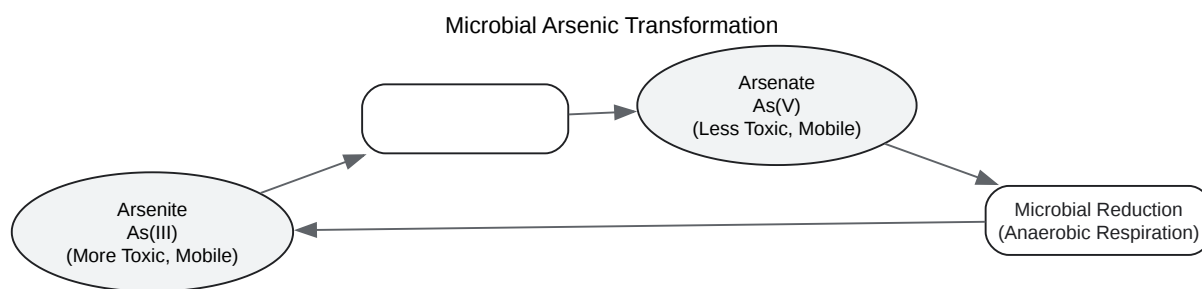 Microbial Arsenic Transformation
Arsenate
As(V)
(Less Toxic, Mobile)
Arsenite
As(III)
(More Toxic, Mobile)
Microbial Reduction
(Anaerobic Respiration)